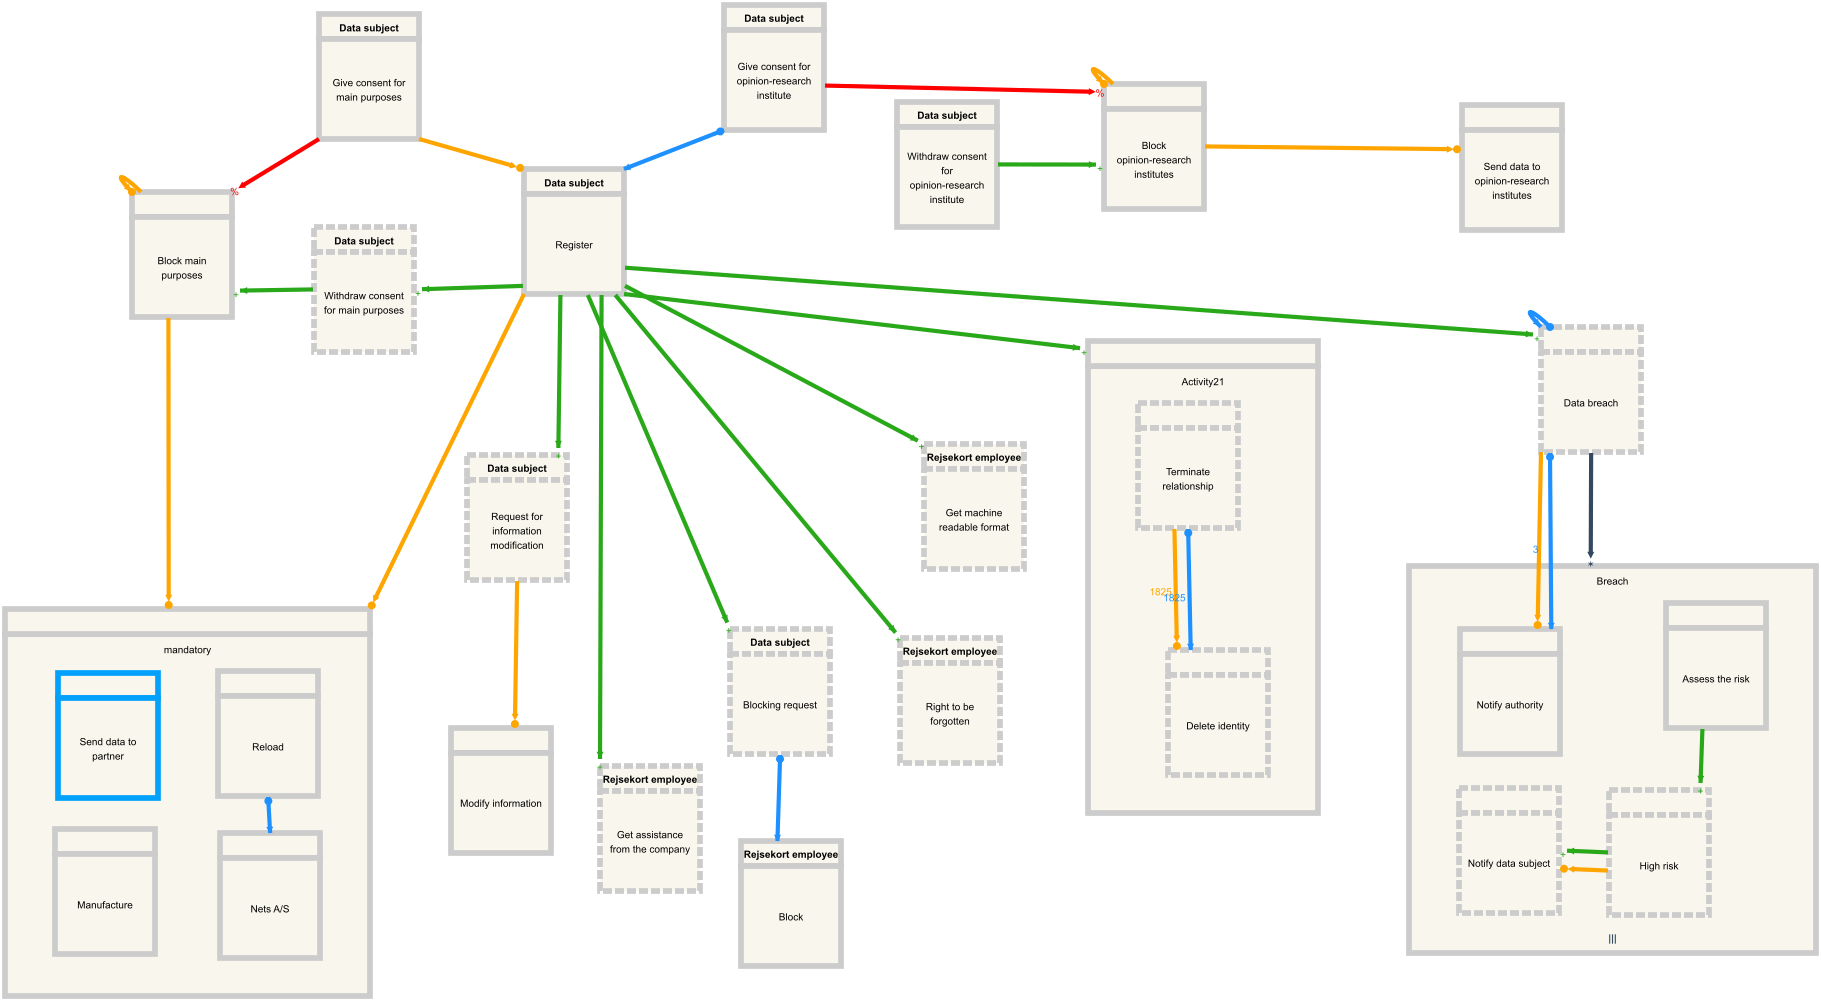 Data subject
Give consent for
main purposes
Data subject
Give consent for
opinion-research
institute
%
Data subject
Withdraw consent
for
opinion-research
institute
+
Block
opinion-research
institutes
Send data to
opinion-research
institutes
%
Block main
purposes
+
Data subject
Withdraw consent
for main purposes
+
Data subject
Register
+
Activity21
Terminate
relationship
1825
1825
Delete identity
+
Data breach
3
*
Breach
Notify authority
Assess the risk
+
Notify data subject
+
High risk
|||
+
Data subject
Request for
information
modification
Modify information
+
Rejsekort employee
Get machine
readable format
+
Data subject
Blocking request
+
Rejsekort employee
Right to be
forgotten
+
Rejsekort employee
Get assistance
from the company
Rejsekort employee
Block
mandatory
Send data to
partner
Reload
Manufacture
Nets A/S